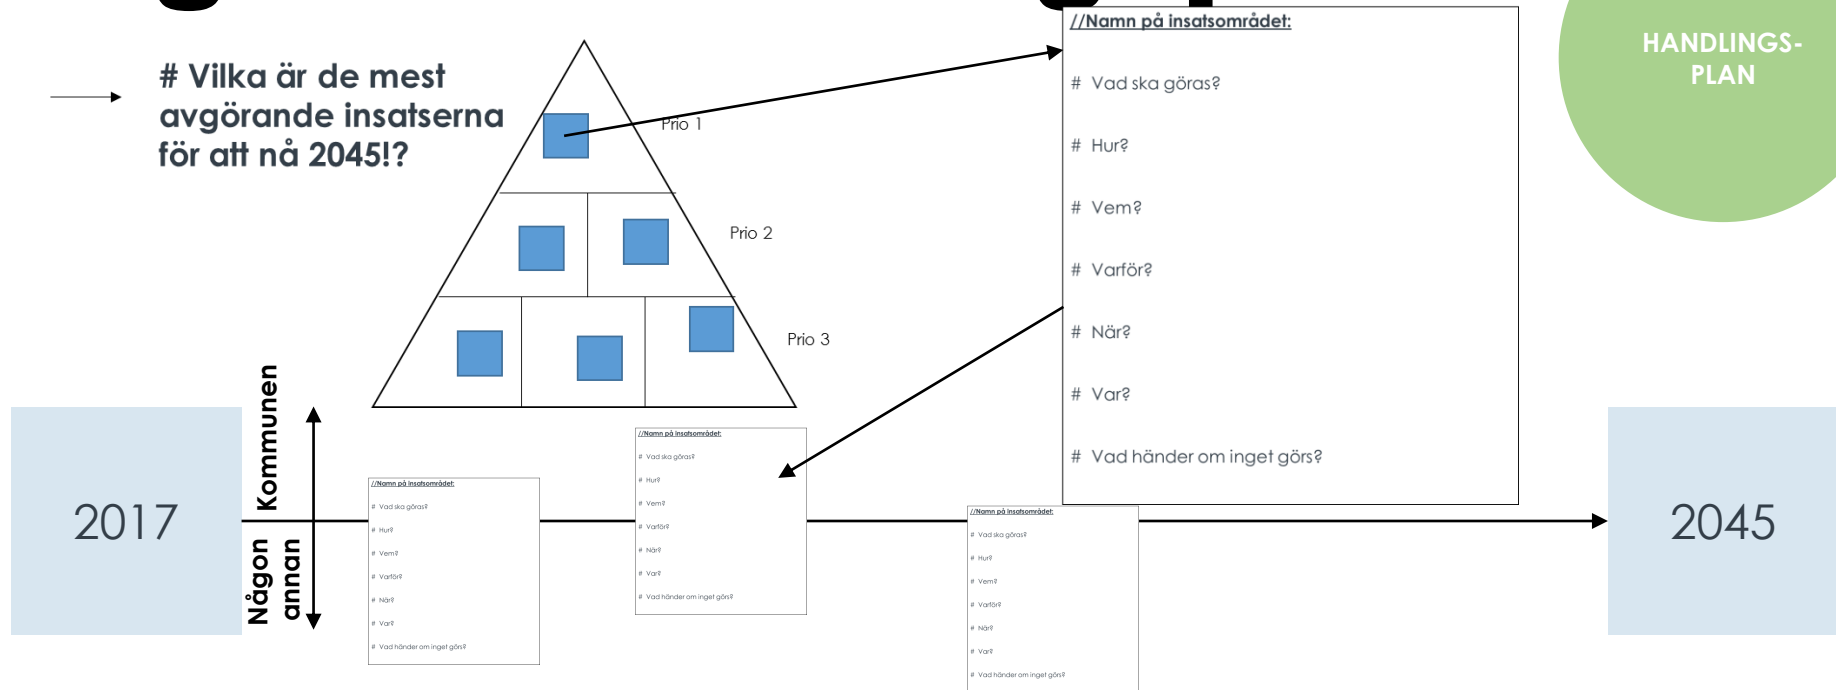 # Vilka är de mest
avgörande insatserna
för att nå 2045!?
Prio 1
Prio 2
Prio 3
//Namn på insatsområdet:
# Vad ska göras?
# Hur?
# Vem?
# Varför?
# När?
# Var?
# Vad händer om inget görs?
HANDLINGS-
PLAN
2017
Kommunen
Någon
annan
//Namn på insatsområdet:
# Vad ska göras?
# Hur?
# Vem?
# Varför?
# När?
# Var?
# Vad händer om inget görs?
//Namn på insatsområdet:
# Vad ska göras?
# Hur?
# Vem?
# Varför?
# När?
# Var?
# Vad händer om inget görs?
//Namn på insatsområdet:
# Vad ska göras?
# Hur?
# Vem?
# Varför?
# När?
# Var?
# Vad händer om inget görs?
2045